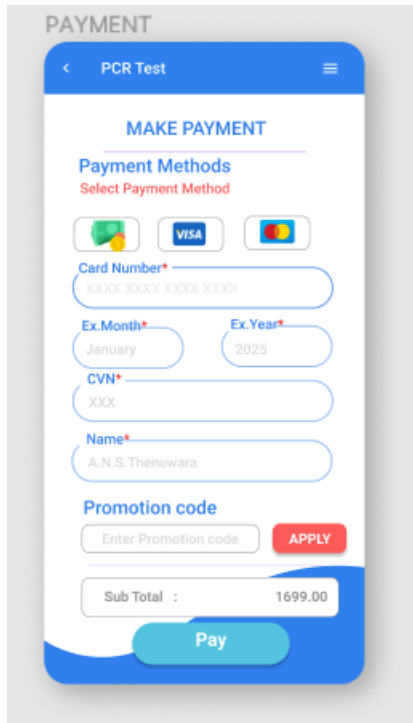 PAYMENT
PCR Test
MAKE PAYMENT
Payment Methods
Select Payment Method
VISA
Card Number*
XXXX XXXX XXXX XXXX
Ex.Month* Ex.Year*
January 2025
CVN*
XXX
Name*
A.N.S.Thenuwara
Promotion code
Enter Promotion code APPLY
Sub Total : 1699.00
Pay